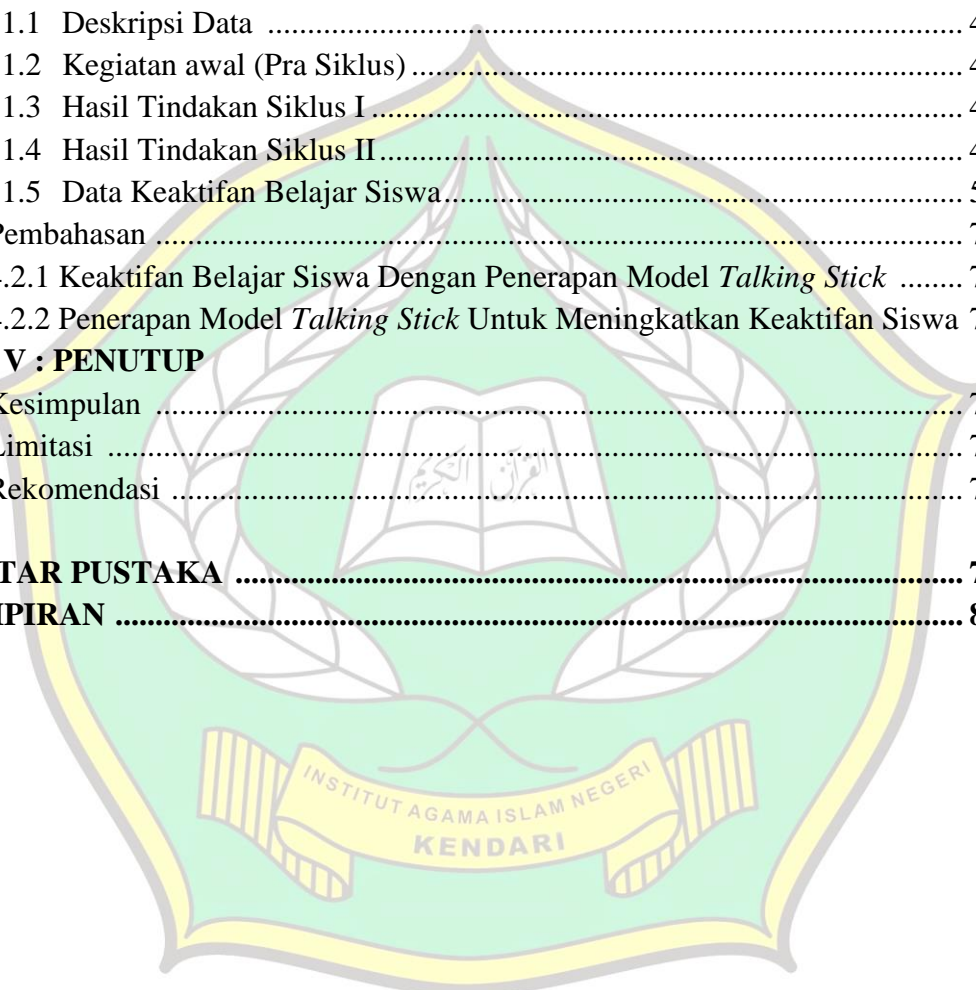 1.1 Deskripsi Data .......... 4
1.2 Kegiatan awal (Pra Siklus) .......... 4
1.3 Hasil Tindakan Siklus I .......... 4
1.4 Hasil Tindakan Siklus II .......... 4
1.5 Data Keaktifan Belajar Siswa .......... 5
Pembahasan .......... 7
.2.1 Keaktifan Belajar Siswa Dengan Penerapan Model Talking Stick ........ 7
.2.2 Penerapan Model Talking Stick Untuk Meningkatkan Keaktifan Siswa 7
V : PENUTUP
Kesimpulan .......... 7
Limitasi .......... 7
Rekomendasi .......... 7
TAR PUSTAKA .......... 7
MPIRAN .......... 8
القرآن الكريم
INSTITUT AGAMA ISLAM NEGERI
KENDARI